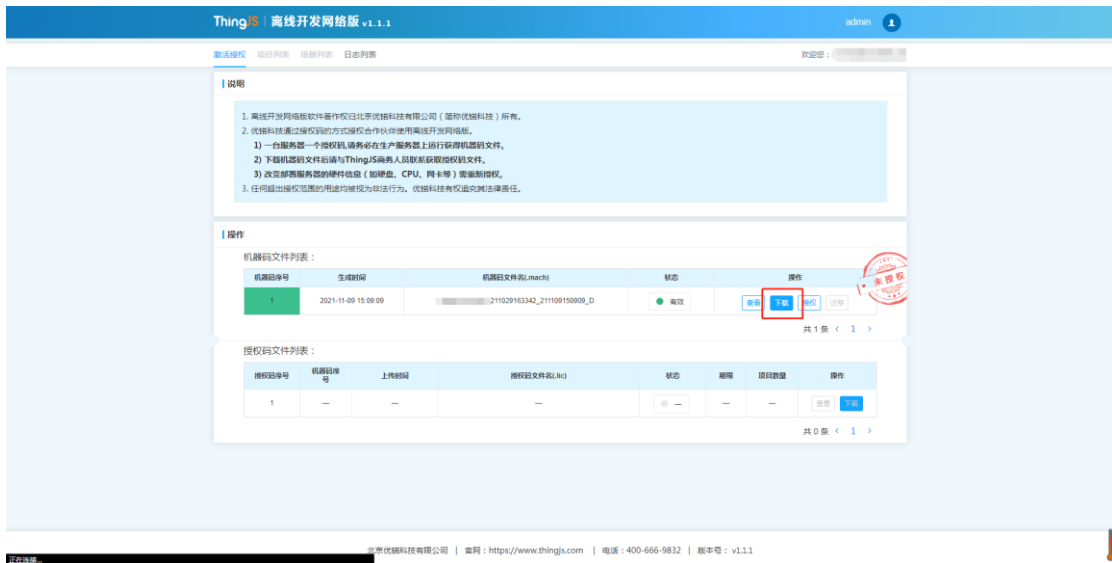 ThingJS | 离线开发网络版 v1.1.1 admin
激活授权 项目列表 场景列表 日志列表 欢迎您：
说明
1. 离线开发网络版软件著作权归北京优锘科技有限公司（简称优锘科技）所有。
2. 优锘科技通过授权码的方式授权合作伙伴使用离线开发网络版。
1) 一台服务器一个授权码,请务必在生产服务器上运行获得机器码文件。
2) 下载机器码文件后请与ThingJS商务人员联系获取授权码文件。
3) 改变部署服务器的硬件信息（如硬盘、CPU、网卡等）需重新授权。
3. 任何超出授权范围的用途均被视为非法行为。优锘科技有权追究其法律责任。
操作
机器码文件列表：
未授权
机器码序号 生成时间 机器码文件名(.mach) 状态 操作
1 2021-11-09 15:09:09 211029163342_211109150909_D 有效 查看 下载 授权 迁移
共 1 条 < 1 >
授权码文件列表：
授权码序号 机器码序号 上传时间 授权码文件名(.lic) 状态 期限 项目数量 操作
1 — — — — — — 查看 下载
共 0 条 < 1 >
北京优锘科技有限公司 | 官网：https://www.thingjs.com | 电话：400-666-9832 | 版本号： v1.1.1
正在连接...